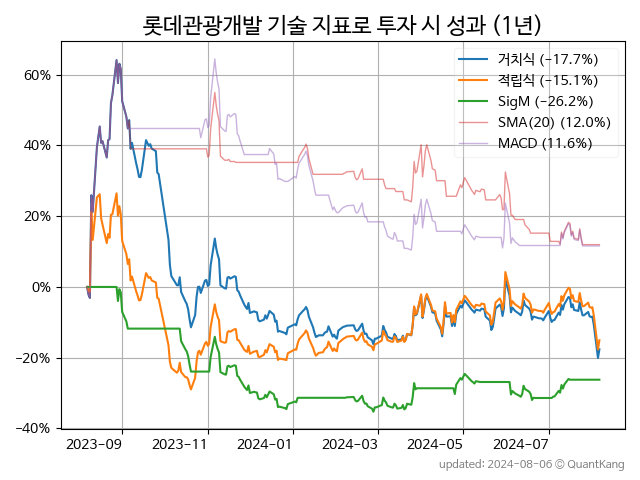 롯데관광개발 기술 지표로 투자 시 성과 (1년)
거치식 (−17.7%)
적립식 (−15.1%)
SigM (−26.2%)
SMA(20) (12.0%)
MACD (11.6%)
60%
40%
20%
0%
−20%
−40%
2023-09 2023-11 2024-01 2024-03 2024-05 2024-07
updated: 2024-08-06 © QuantKang